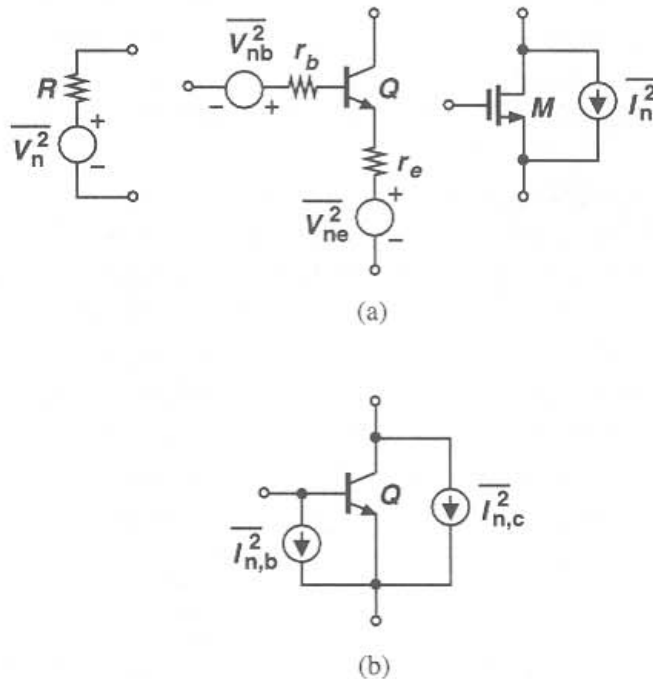 R
+
V_n^2
-
V_nb^2
-
+
r_b
Q
r_e
+
V_ne^2
-
M
I_n^2
(a)
Q
I_n,b^2
I_n,c^2
(b)